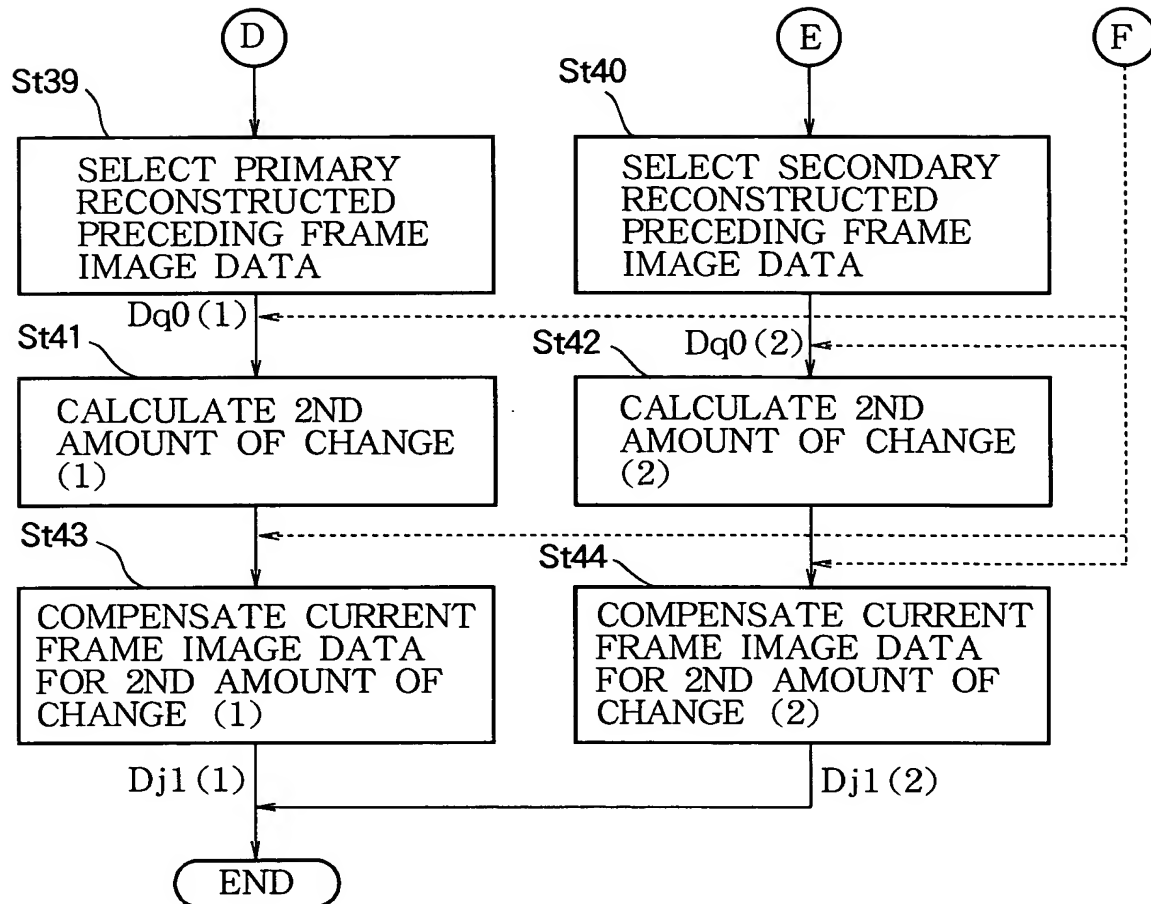 D
E
F
St39
St40
SELECT PRIMARY
RECONSTRUCTED
PRECEDING FRAME
IMAGE DATA
SELECT SECONDARY
RECONSTRUCTED
PRECEDING FRAME
IMAGE DATA
Dq0(1)
Dq0(2)
St41
St42
CALCULATE 2ND
AMOUNT OF CHANGE
(1)
CALCULATE 2ND
AMOUNT OF CHANGE
(2)
St43
St44
COMPENSATE CURRENT
FRAME IMAGE DATA
FOR 2ND AMOUNT OF
CHANGE (1)
COMPENSATE CURRENT
FRAME IMAGE DATA
FOR 2ND AMOUNT OF
CHANGE (2)
Dj1(1)
Dj1(2)
END